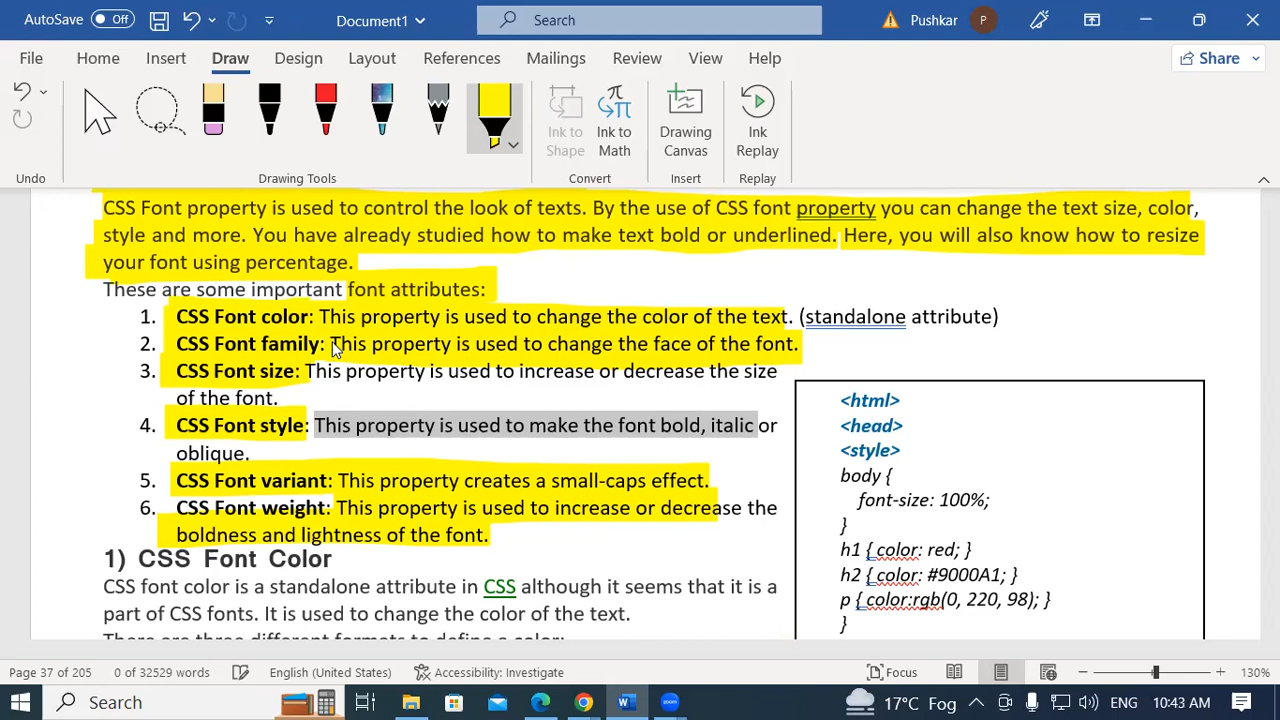 AutoSave Off Document1 Search Pushkar P
File Home Insert Draw Design Layout References Mailings Review View Help Share
Ink to Shape Ink to Math Drawing Canvas Ink Replay
Undo Drawing Tools Convert Insert Replay
CSS Font property is used to control the look of texts. By the use of CSS font property you can change the text size, color,
style and more. You have already studied how to make text bold or underlined. Here, you will also know how to resize
your font using percentage.
These are some important font attributes:
1. CSS Font color: This property is used to change the color of the text. (standalone attribute)
2. CSS Font family: This property is used to change the face of the font.
3. CSS Font size: This property is used to increase or decrease the size
of the font.
4. CSS Font style: This property is used to make the font bold, italic or
oblique.
5. CSS Font variant: This property creates a small-caps effect.
6. CSS Font weight: This property is used to increase or decrease the
boldness and lightness of the font.
1) CSS Font Color
CSS font color is a standalone attribute in CSS although it seems that it is a
part of CSS fonts. It is used to change the color of the text.
There are three different formats to define a color:
<html>
<head>
<style>
body {
font-size: 100%;
}
h1 { color: red; }
h2 { color: #9000A1; }
p { color:rgb(0, 220, 98); }
}
Page 37 of 205 0 of 32529 words English (United States) Accessibility: Investigate Focus 130%
Search 17°C Fog ENG 10:43 AM